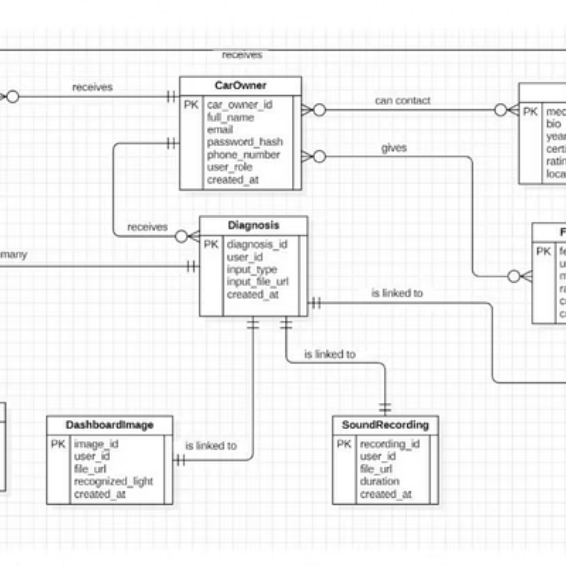 receives
receives
CarOwner
PK
car_owner_id
full_name
email
password_hash
phone_number
user_role
created_at
can contact
PK
bio
gives
receives
Diagnosis
PK
diagnosis_id
user_id
input_type
input_file_url
created_at
many
is linked to
PK
is linked to
DashboardImage
PK
image_id
user_id
file_url
recognized_light
created_at
is linked to
SoundRecording
PK
recording_id
user_id
file_url
duration
created_at